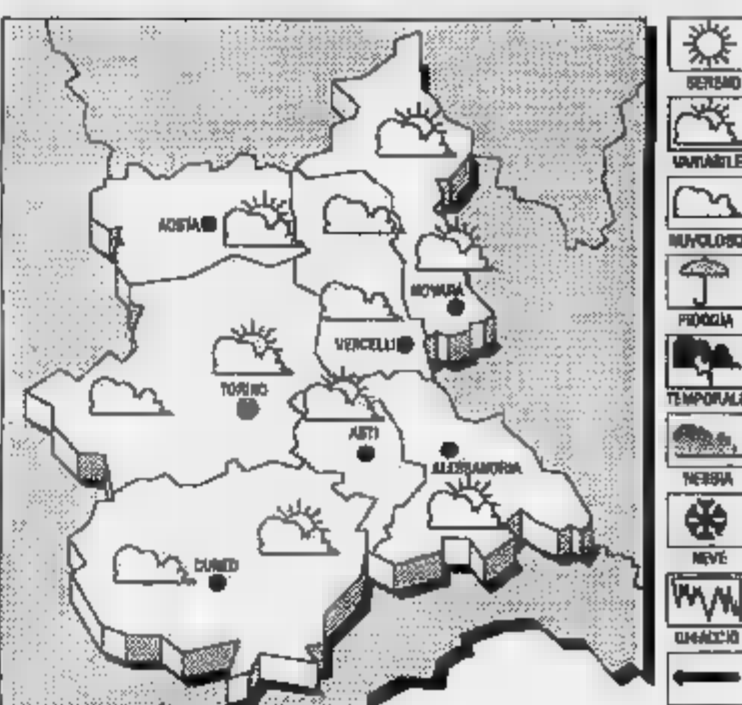 SERENO
VARIABILE
NUVOLOSO
PIOGGIA
TEMPORALE
NEBBIA
NEVE
GHIACCIO
AOSTA
NOVARA
VERCELLI
TORINO
ASTI
ALESSANDRIA
CUNEO